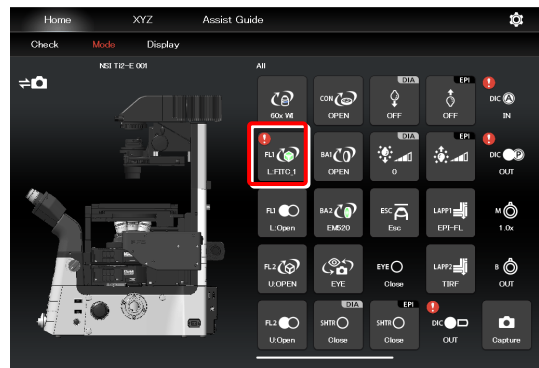 Home XYZ Assist Guide
Check Mode Display
NSI Ti2-E 001
All
60x WI
CON
OPEN
DIA
OFF
EPI
OFF
DIC A
IN
FL1
L:FITC_1
BA1
OPEN
DIA
0
EPI
DIC P
OUT
FL1
L:Open
BA2
EM520
ESC
Esc
LAPP1
EPI-FL
M
1.0x
FL2
U:OPEN
EYE
EYE
Close
LAPP2
TIRF
B
OUT
FL2
U:Open
DIA
SHTR
Close
EPI
SHTR
Close
DIC
OUT
Capture